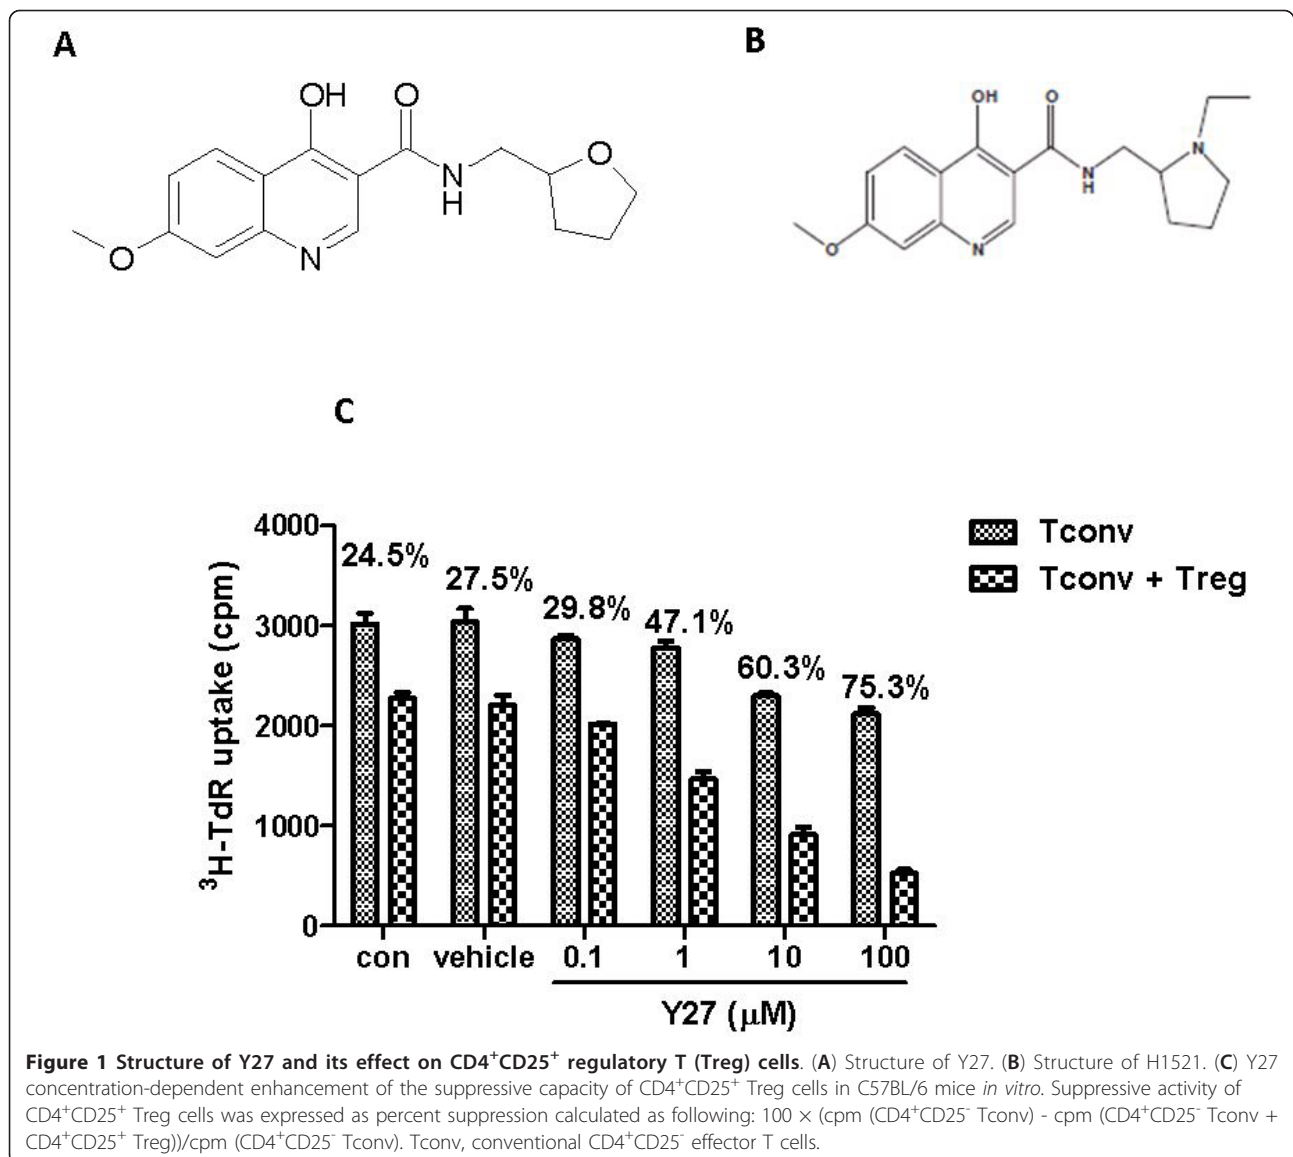 A
B
OH
O
O
N
H
O
N
OH
O
N
N
H
O
N
C
4000
3000
2000
1000
0
³H-TdR uptake (cpm)
24.5%
27.5%
29.8%
47.1%
60.3%
75.3%
Tconv
Tconv + Treg
con vehicle 0.1 1 10 100
Y27 (μM)
Figure 1 Structure of Y27 and its effect on CD4⁺CD25⁺ regulatory T (Treg) cells. (A) Structure of Y27. (B) Structure of H1521. (C) Y27
concentration-dependent enhancement of the suppressive capacity of CD4⁺CD25⁺ Treg cells in C57BL/6 mice in vitro. Suppressive activity of
CD4⁺CD25⁺ Treg cells was expressed as percent suppression calculated as following: 100 × (cpm (CD4⁺CD25⁻ Tconv) - cpm (CD4⁺CD25⁻ Tconv +
CD4⁺CD25⁺ Treg))/cpm (CD4⁺CD25⁻ Tconv). Tconv, conventional CD4⁺CD25⁻ effector T cells.